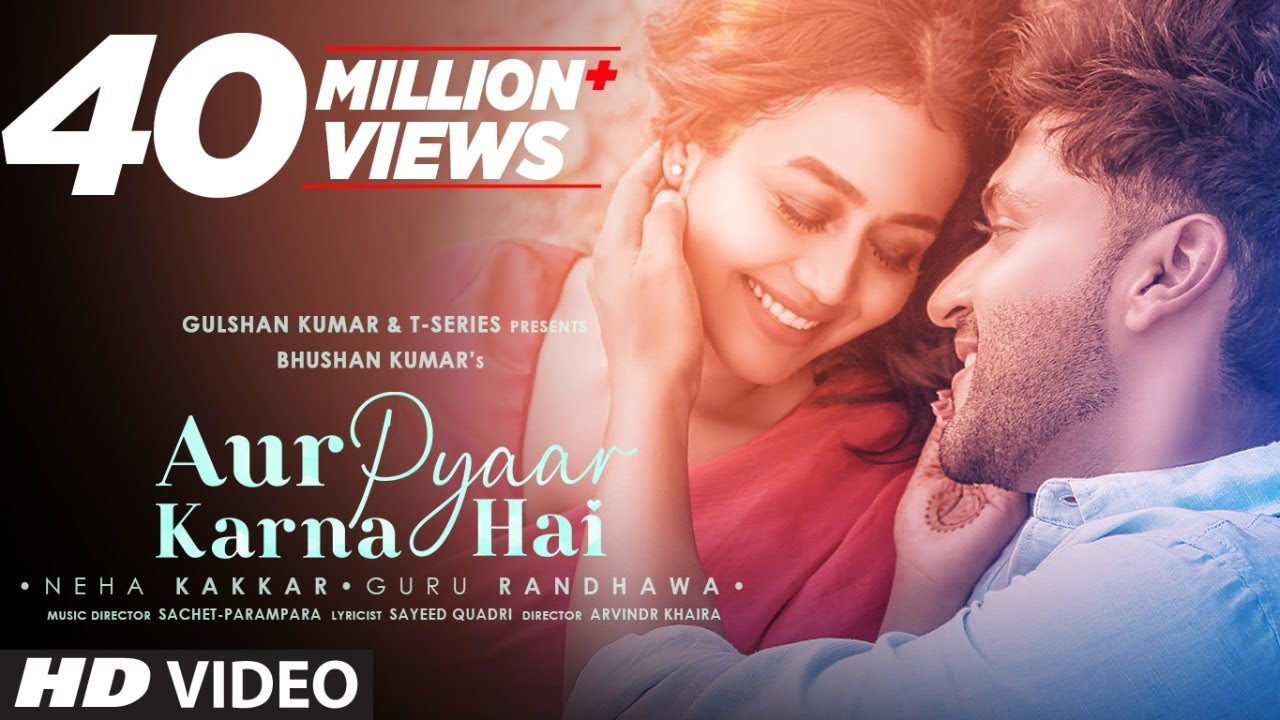 40 MILLION+
VIEWS
GULSHAN KUMAR & T-SERIES PRESENTS
BHUSHAN KUMAR'S
Aur Pyaar
Karna Hai
• NEHA KAKKAR • GURU RANDHAWA •
MUSIC DIRECTOR SACHET-PARAMPARA LYRICIST SAYEED QUADRI DIRECTOR ARVINDR KHAIRA
HD VIDEO